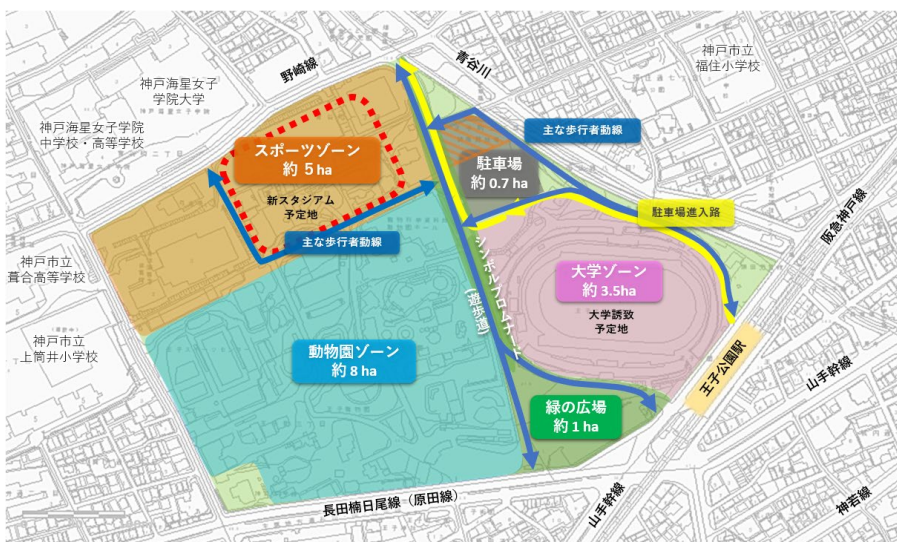 野崎線
青谷川
神戸市立
福住小学校
神戸海星女子
学院大学
神戸海星女子学院
中学校・高等学校
主な歩行者動線
スポーツゾーン
約 5 ha
駐車場
約 0.7 ha
新スタジアム
予定地
駐車場進入路
阪急神戸線
主な歩行者動線
シンボルプロムナード
(遊歩道)
神戸市立
葺合高等学校
大学ゾーン
約 3.5ha
大学誘致
予定地
神戸市立
上筒井小学校
動物園ゾーン
約 8 ha
王子公園駅
山手幹線
緑の広場
約 1 ha
長田楠日尾線(原田線)
山手幹線
神若線